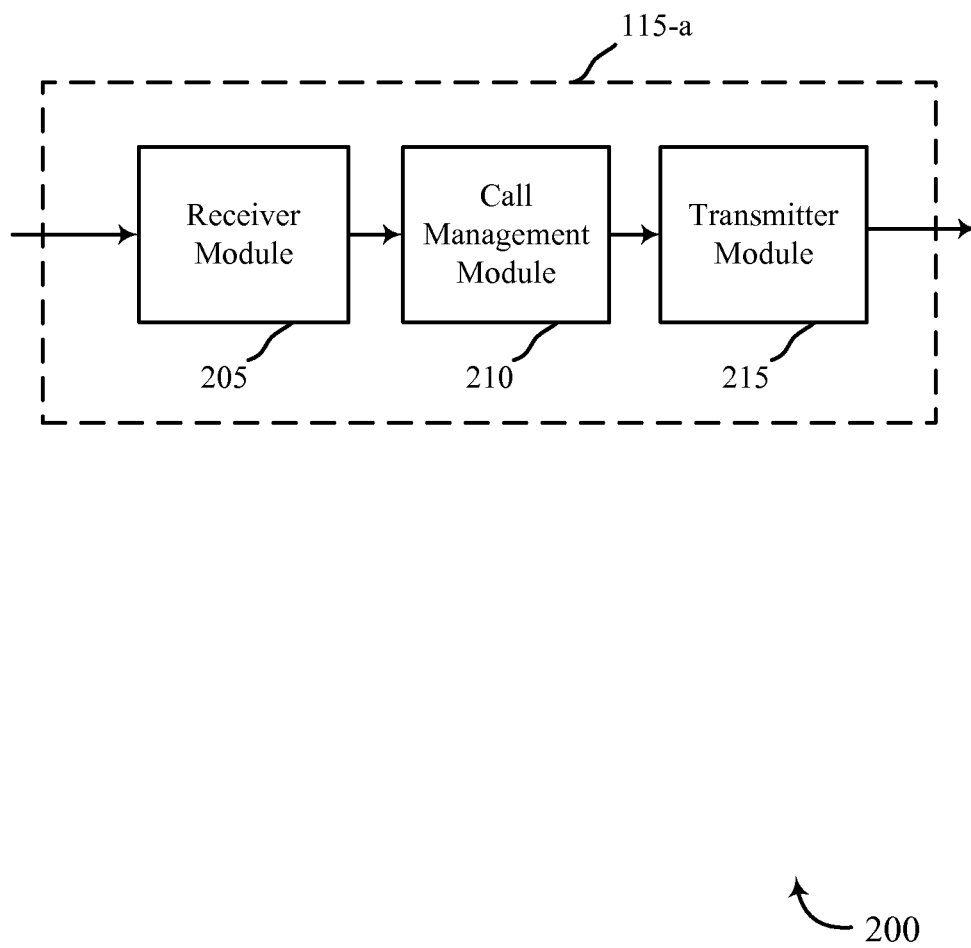 115-a
Receiver
Module
Call
Management
Module
Transmitter
Module
205
210
215
200